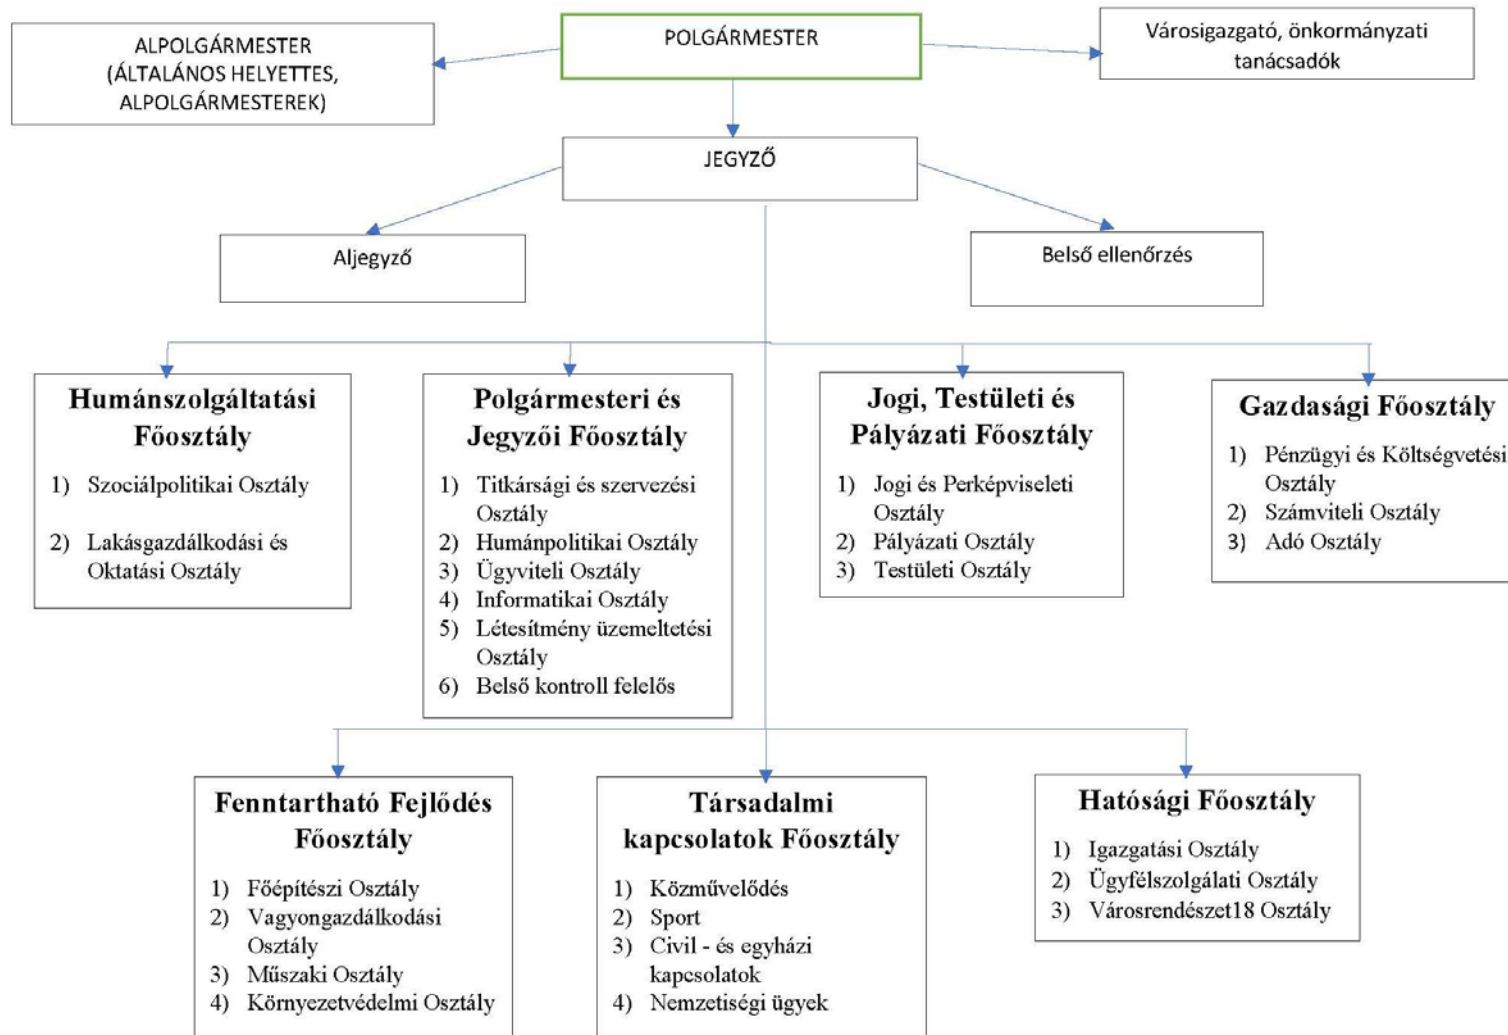 ALPOLGÁRMESTER
(ÁLTALÁNOS HELYETTES,
ALPOLGÁRMESTEREK)
POLGÁRMESTER
Városigazgató, önkormányzati
tanácsadók
JEGYZŐ
Aljegyző
Belső ellenőrzés
Humánszolgáltatási
Főosztály
1) Szociálpolitikai Osztály
2) Lakásgazdálkodási és
Oktatási Osztály
Polgármesteri és
Jegyzői Főosztály
1) Titkársági és szervezési
Osztály
2) Humánpolitikai Osztály
3) Ügyviteli Osztály
4) Informatikai Osztály
5) Létesítmény üzemeltetési
Osztály
6) Belső kontroll felelős
Jogi, Testületi és
Pályázati Főosztály
1) Jogi és Perképviseleti
Osztály
2) Pályázati Osztály
3) Testületi Osztály
Gazdasági Főosztály
1) Pénzügyi és Költségvetési
Osztály
2) Számviteli Osztály
3) Adó Osztály
Fenntartható Fejlődés
Főosztály
1) Főépítészi Osztály
2) Vagyongazdálkodási
Osztály
3) Műszaki Osztály
4) Környezetvédelmi Osztály
Társadalmi
kapcsolatok Főosztály
1) Közművelődés
2) Sport
3) Civil - és egyházi
kapcsolatok
4) Nemzetiségi ügyek
Hatósági Főosztály
1) Igazgatási Osztály
2) Ügyfélszolgálati Osztály
3) Városrendészet18 Osztály